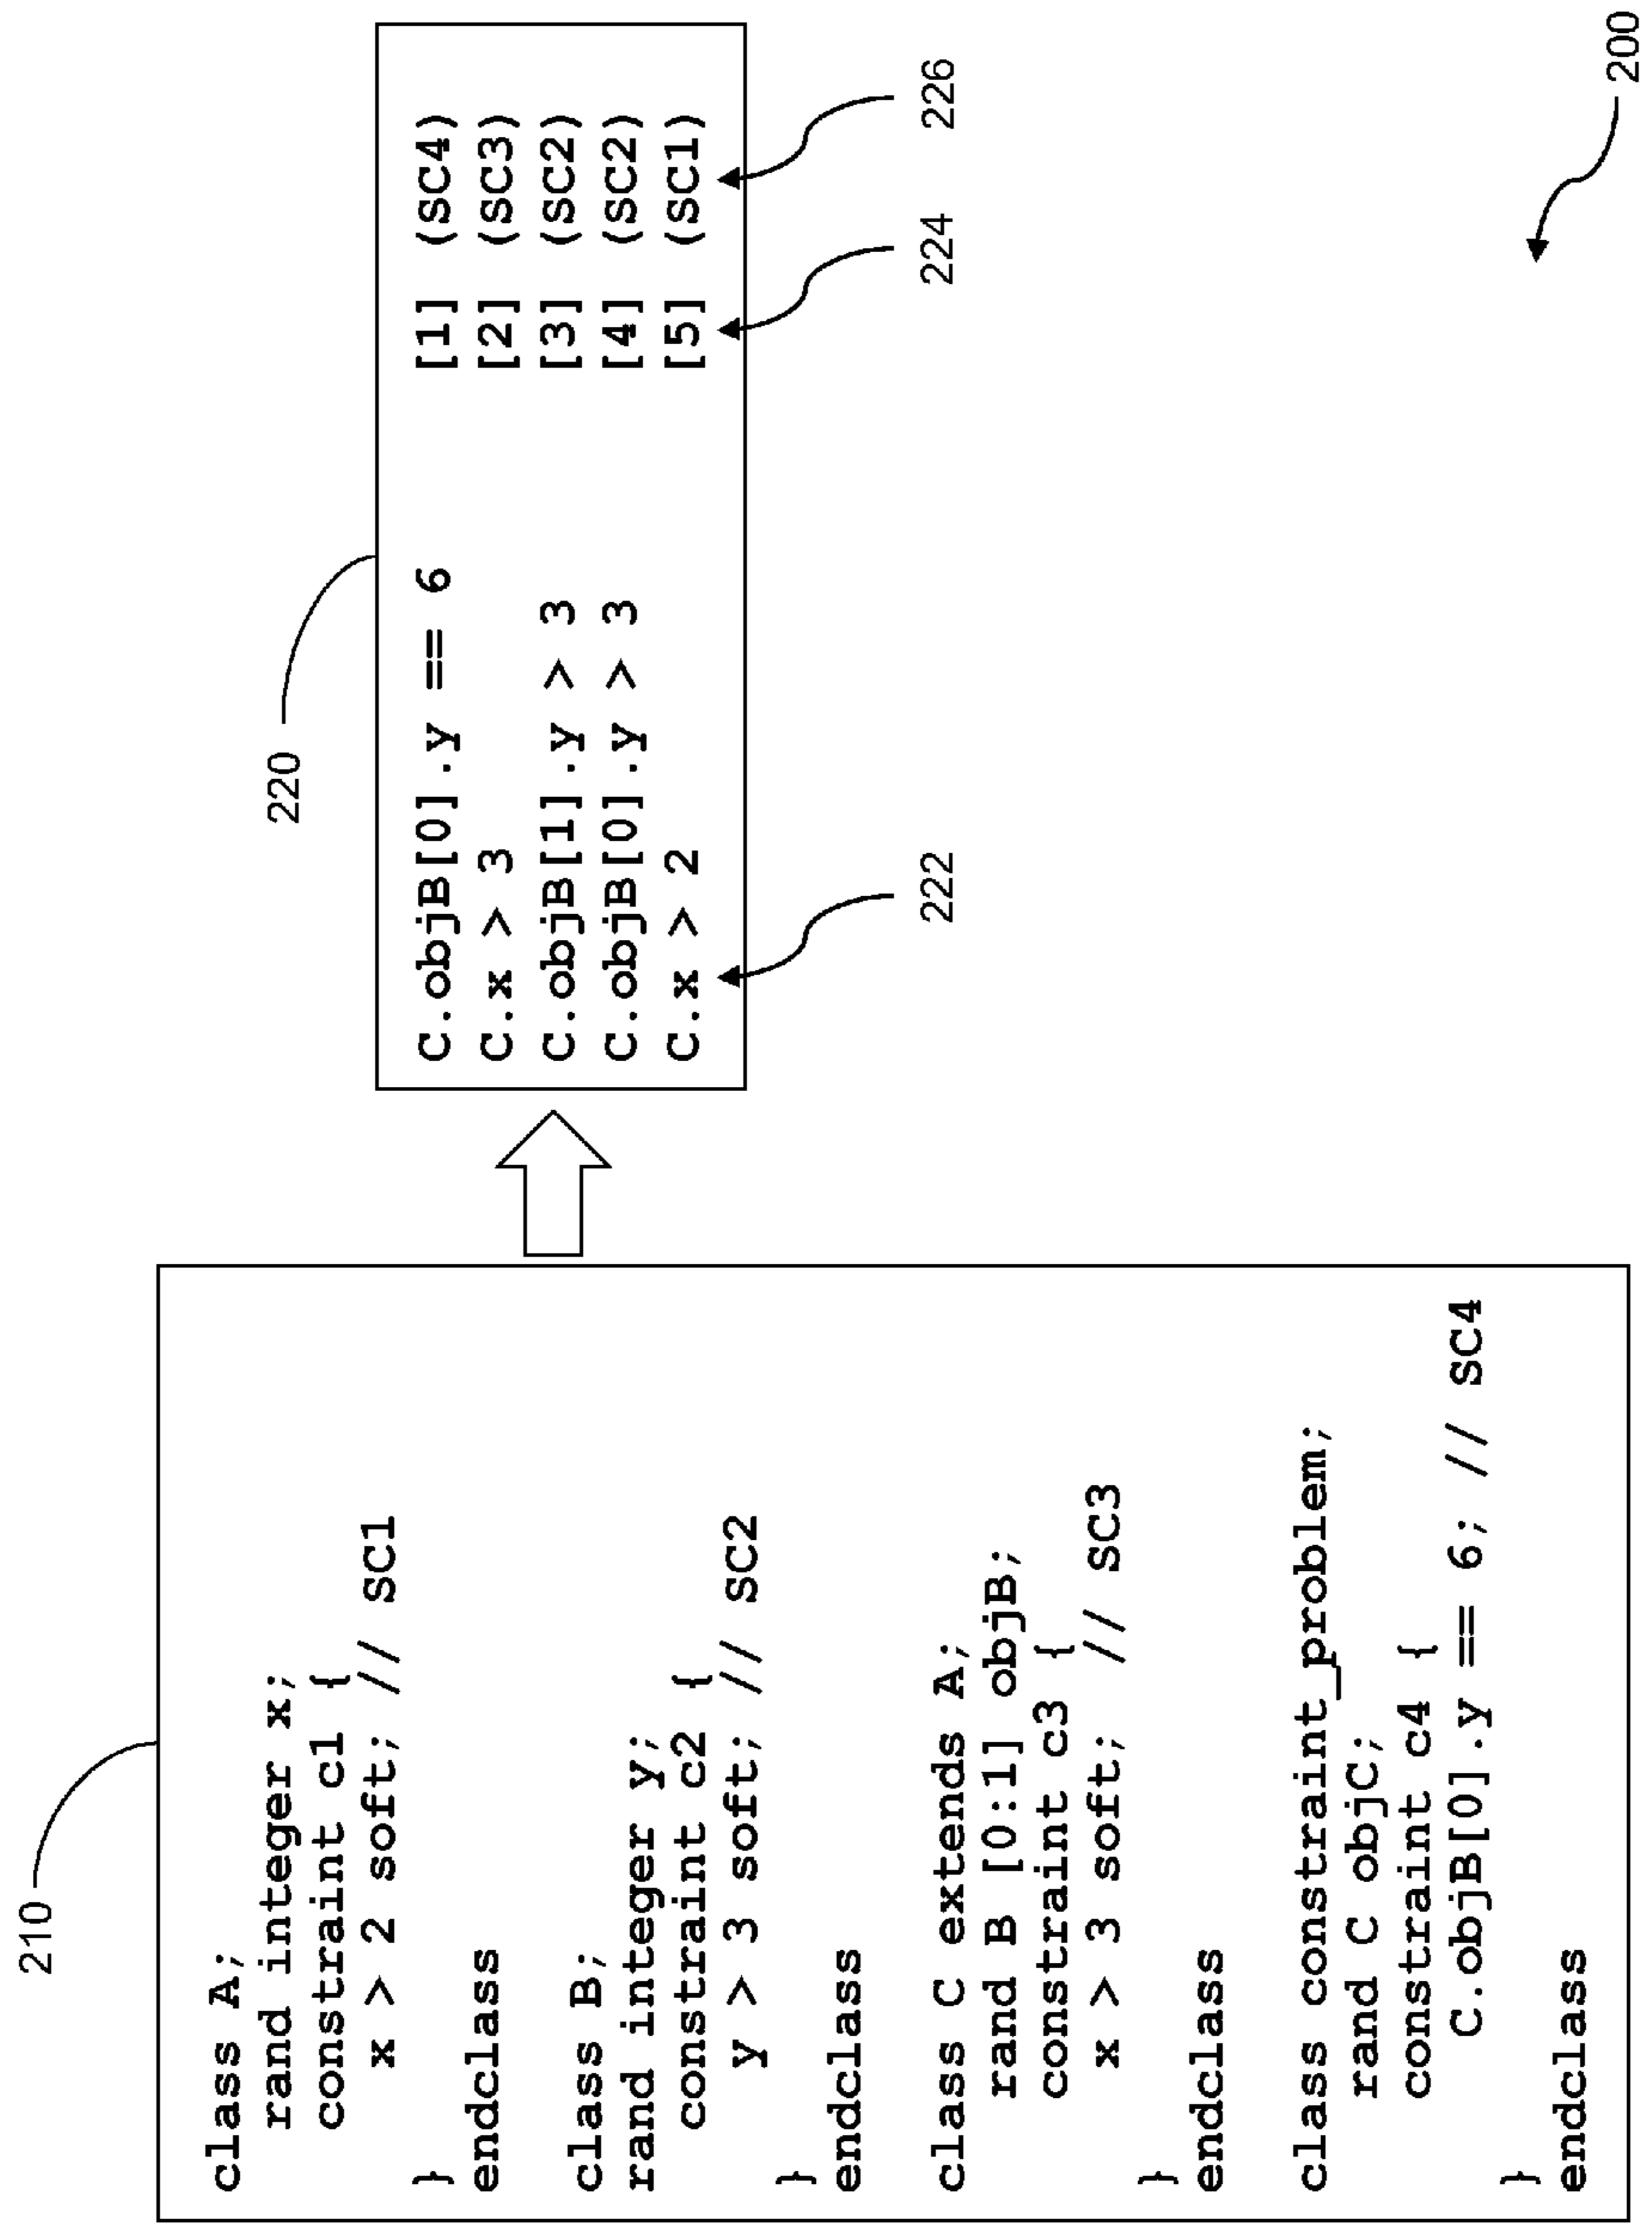 210
class A;
rand integer x;
constraint c1 {
x > 2 soft; // SC1
}
endclass
class B;
rand integer y;
constraint c2 {
y > 3 soft; // SC2
}
endclass
class C extends A;
rand B [0:1] objB;
constraint c3 {
x > 3 soft; // SC3
}
endclass
class constraint_problem;
rand C objC;
constraint c4 {
C.objB[0].y == 6; // SC4
}
endclass
220
C.objB[0].y == 6 [1] (SC4)
C.x > 3 [2] (SC3)
C.objB[1].y > 3 [3] (SC2)
C.objB[0].y > 3 [4] (SC2)
C.x > 2 [5] (SC1)
222 224 226
200